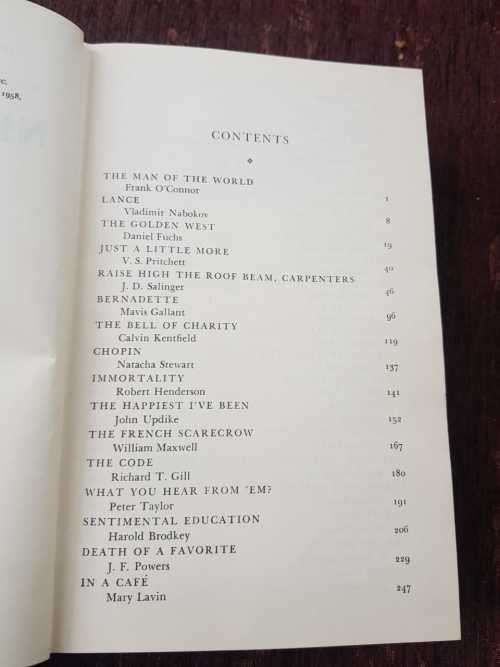 1958,
CONTENTS
THE MAN OF THE WORLD
Frank O'Connor 1
LANCE
Vladimir Nabokov 8
THE GOLDEN WEST
Daniel Fuchs 19
JUST A LITTLE MORE
V. S. Pritchett 40
RAISE HIGH THE ROOF BEAM, CARPENTERS
J. D. Salinger 46
BERNADETTE
Mavis Gallant 96
THE BELL OF CHARITY
Calvin Kentfield 119
CHOPIN
Natacha Stewart 137
IMMORTALITY
Robert Henderson 141
THE HAPPIEST I'VE BEEN
John Updike 152
THE FRENCH SCARECROW
William Maxwell 167
THE CODE
Richard T. Gill 180
WHAT YOU HEAR FROM 'EM?
Peter Taylor 191
SENTIMENTAL EDUCATION
Harold Brodkey 206
DEATH OF A FAVORITE
J. F. Powers 229
IN A CAFÉ
Mary Lavin 247